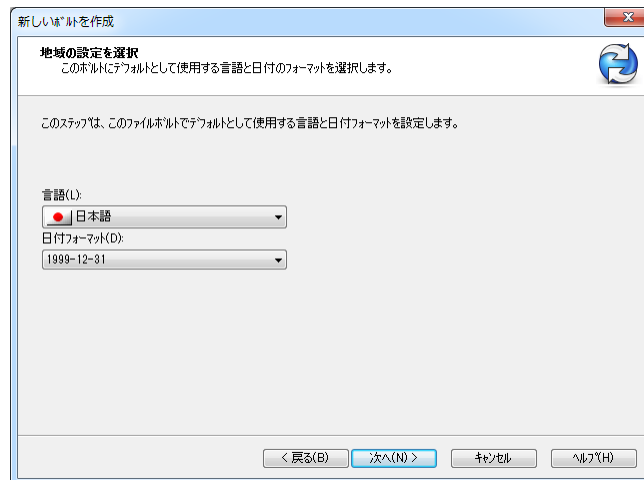 新しいﾎﾞﾙﾄを作成
地域の設定を選択
このﾎﾞﾙﾄにﾃﾞﾌｫﾙﾄとして使用する言語と日付のﾌｫｰﾏｯﾄを選択します。
このｽﾃｯﾌﾟは、このﾌｧｲﾙﾎﾞﾙﾄでﾃﾞﾌｫﾙﾄとして使用する言語と日付ﾌｫｰﾏｯﾄを設定します。
言語(L):
日本語
日付ﾌｫｰﾏｯﾄ(D):
1999-12-31
< 戻る(B) 次へ(N) > ｷｬﾝｾﾙ ﾍﾙﾌﾟ(H)